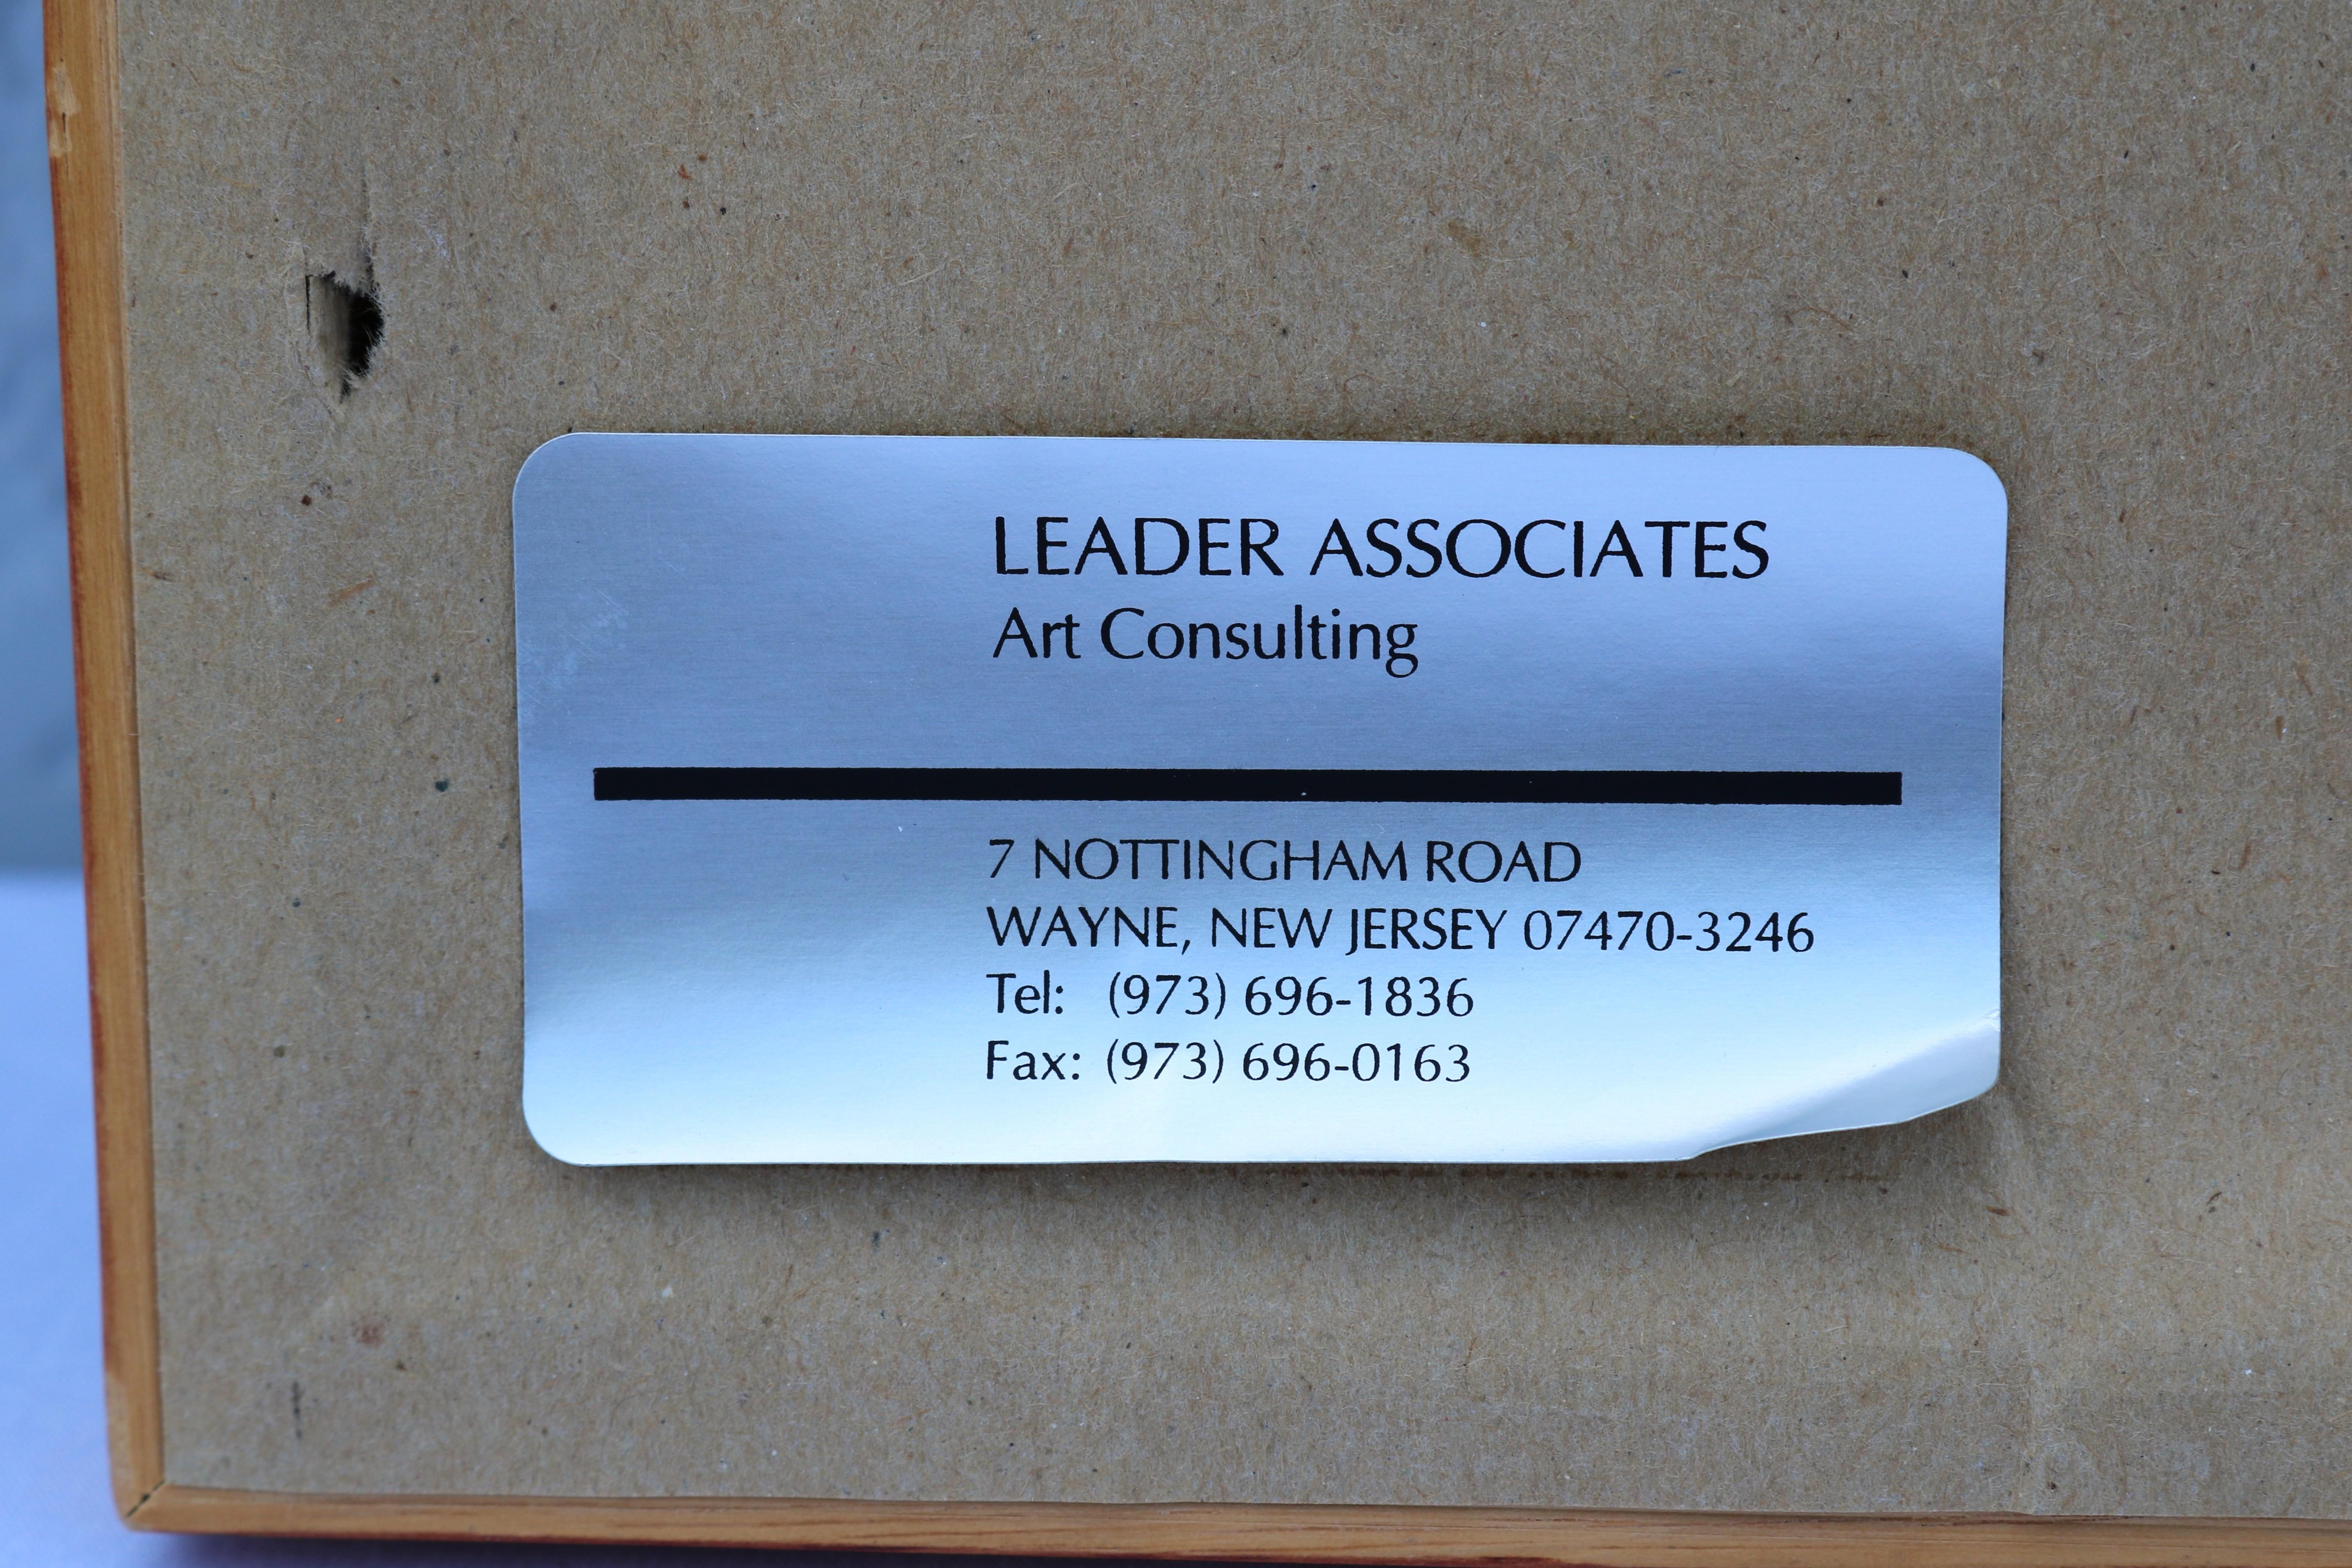 LEADER ASSOCIATES
Art Consulting
7 NOTTINGHAM ROAD
WAYNE, NEW JERSEY 07470-3246
Tel: (973) 696-1836
Fax: (973) 696-0163